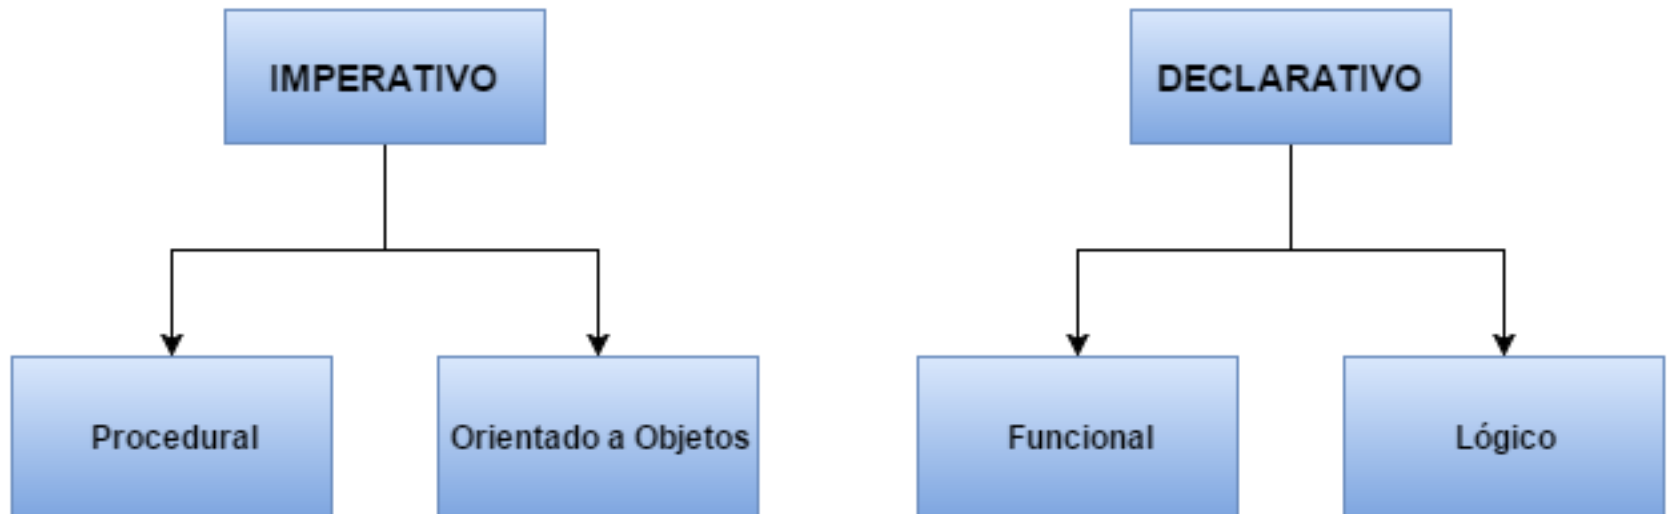 IMPERATIVO
DECLARATIVO
Procedural
Orientado a Objetos
Funcional
Lógico